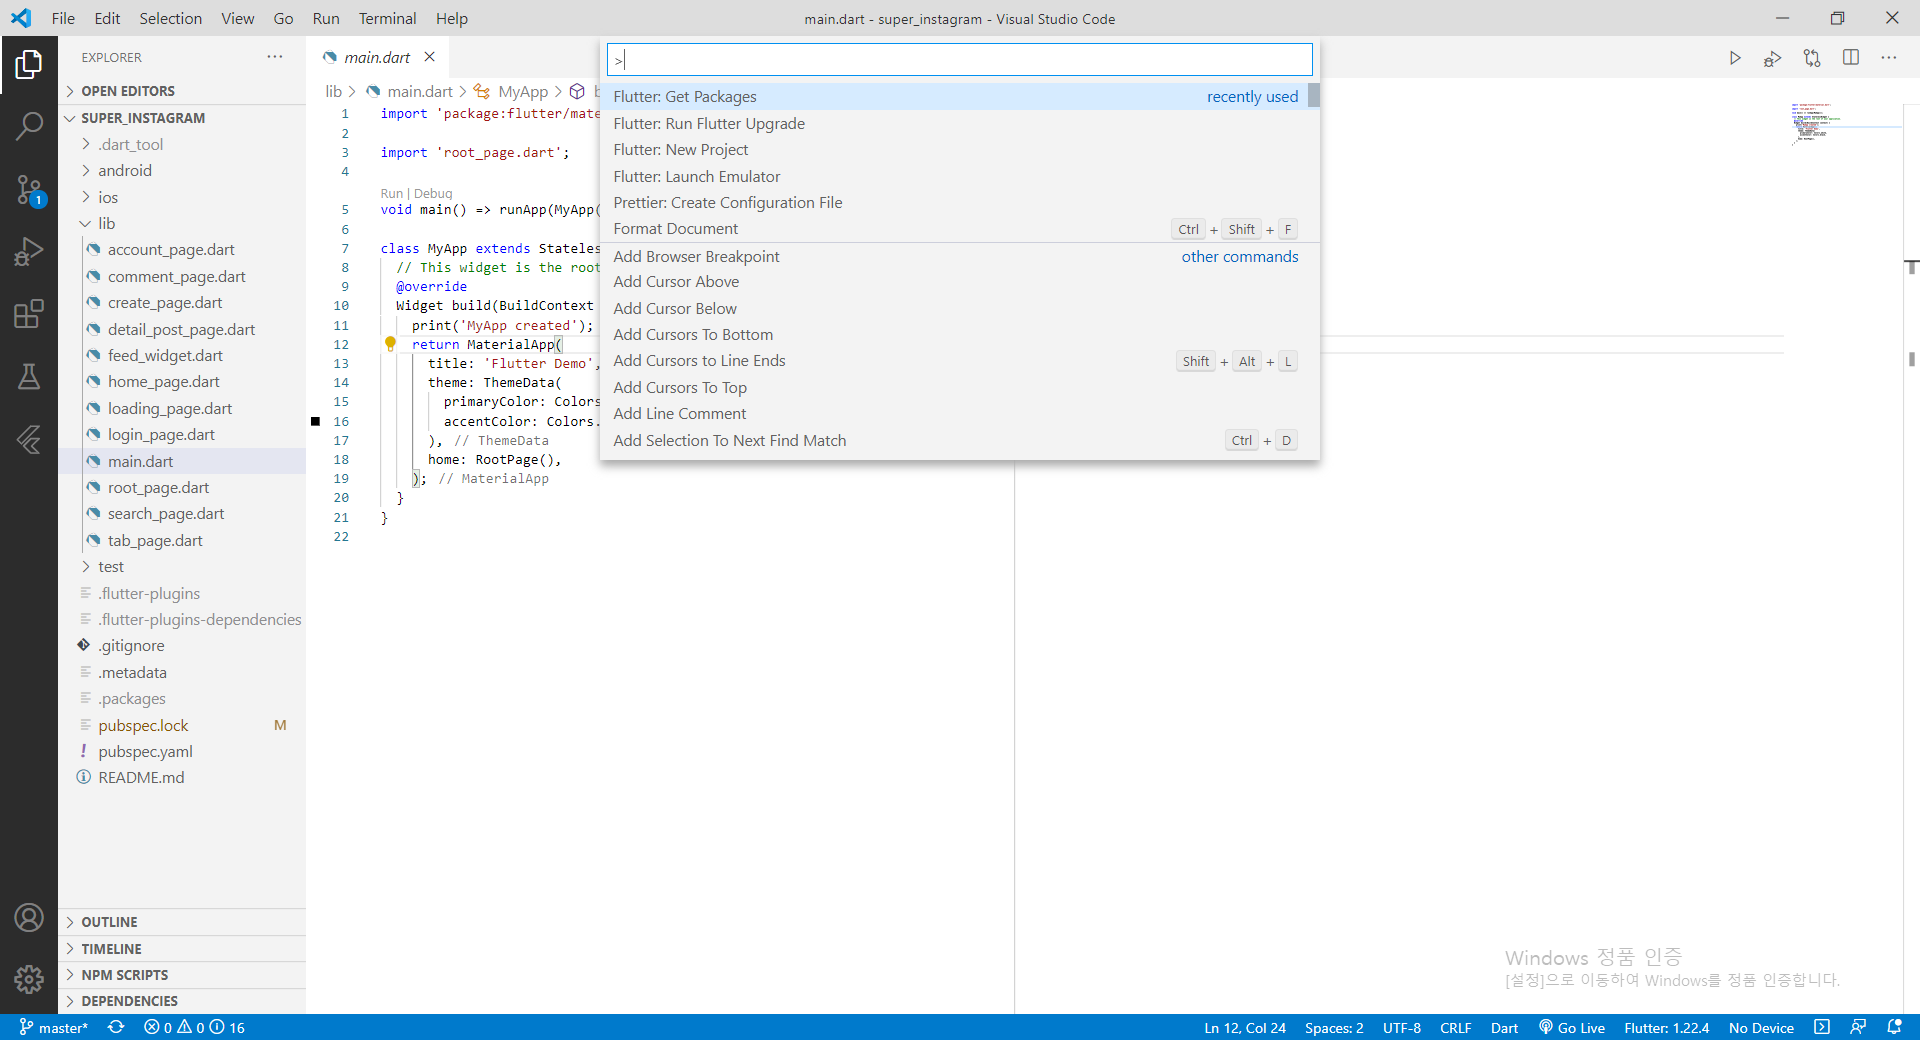 File Edit Selection View Go Run Terminal Help
main.dart - super_instagram - Visual Studio Code
EXPLORER
OPEN EDITORS
SUPER_INSTAGRAM
.dart_tool
android
ios
lib
account_page.dart
comment_page.dart
create_page.dart
detail_post_page.dart
feed_widget.dart
home_page.dart
loading_page.dart
login_page.dart
main.dart
root_page.dart
search_page.dart
tab_page.dart
test
.flutter-plugins
.flutter-plugins-dependencies
.gitignore
.metadata
.packages
pubspec.lock M
pubspec.yaml
README.md
OUTLINE
TIMELINE
NPM SCRIPTS
DEPENDENCIES
1
main.dart
lib > main.dart > MyApp >
1 import 'package:flutter/mate
2
3 import 'root_page.dart';
4
Run | Debug
5 void main() => runApp(MyApp(
6
7 class MyApp extends Stateles
8 // This widget is the root
9 @override
10 Widget build(BuildContext
11 print('MyApp created');
12 return MaterialApp(
13 title: 'Flutter Demo',
14 theme: ThemeData(
15 primaryColor: Colors
16 accentColor: Colors.
17 ), // ThemeData
18 home: RootPage(),
19 ); // MaterialApp
20 }
21 }
22
>
Flutter: Get Packages recently used
Flutter: Run Flutter Upgrade
Flutter: New Project
Flutter: Launch Emulator
Prettier: Create Configuration File
Format Document Ctrl + Shift + F
Add Browser Breakpoint other commands
Add Cursor Above
Add Cursor Below
Add Cursors To Bottom
Add Cursors to Line Ends Shift + Alt + L
Add Cursors To Top
Add Line Comment
Add Selection To Next Find Match Ctrl + D
Windows 정품 인증
[설정]으로 이동하여 Windows를 정품 인증합니다.
master* 0 0 16
Ln 12, Col 24 Spaces: 2 UTF-8 CRLF Dart Go Live Flutter: 1.22.4 No Device